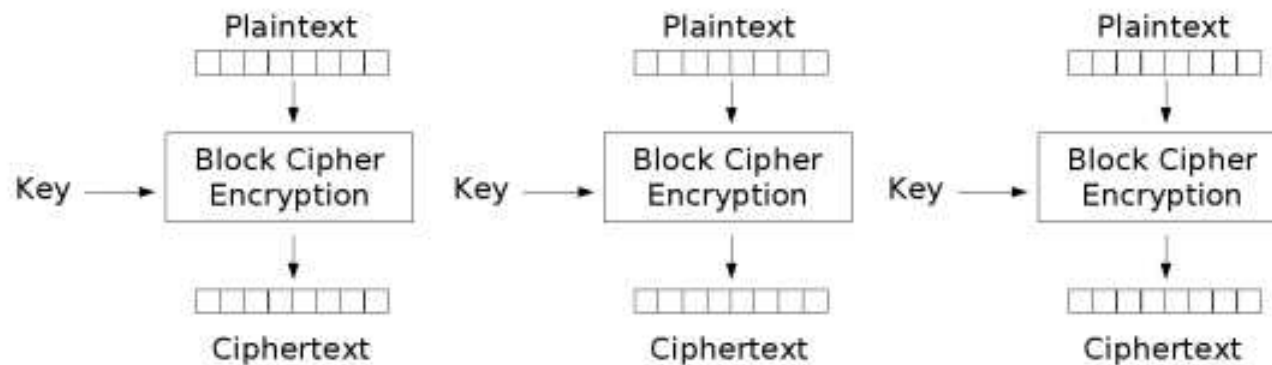 Plaintext
Plaintext
Plaintext
Key
Block Cipher
Encryption
Key
Block Cipher
Encryption
Key
Block Cipher
Encryption
Ciphertext
Ciphertext
Ciphertext